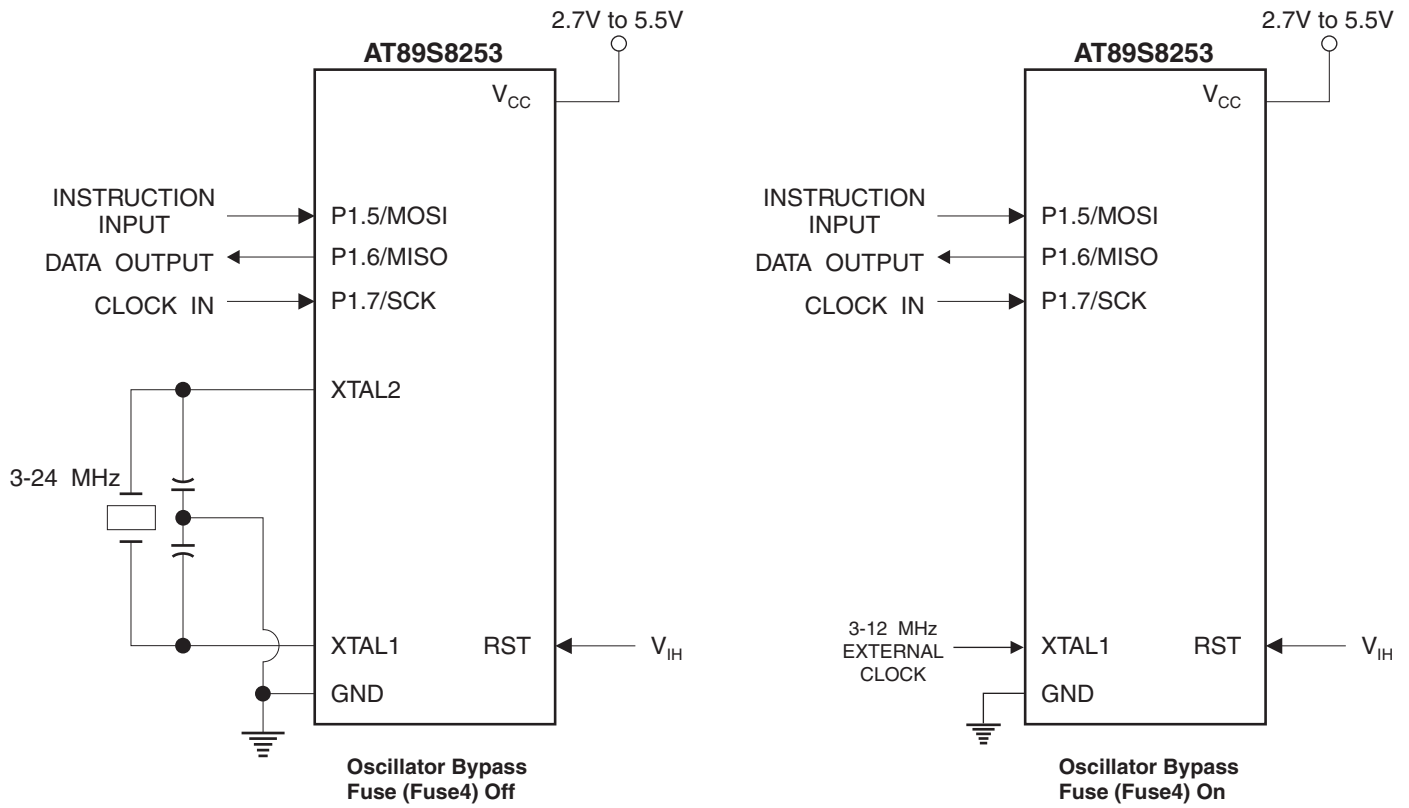 2.7V to 5.5V
AT89S8253
VCC
INSTRUCTION
INPUT
P1.5/MOSI
DATA OUTPUT
P1.6/MISO
CLOCK IN
P1.7/SCK
XTAL2
3-24 MHz
XTAL1
RST
VIH
GND
Oscillator Bypass
Fuse (Fuse4) Off
2.7V to 5.5V
AT89S8253
VCC
INSTRUCTION
INPUT
P1.5/MOSI
DATA OUTPUT
P1.6/MISO
CLOCK IN
P1.7/SCK
3-12 MHz
EXTERNAL
CLOCK
XTAL1
RST
VIH
GND
Oscillator Bypass
Fuse (Fuse4) On